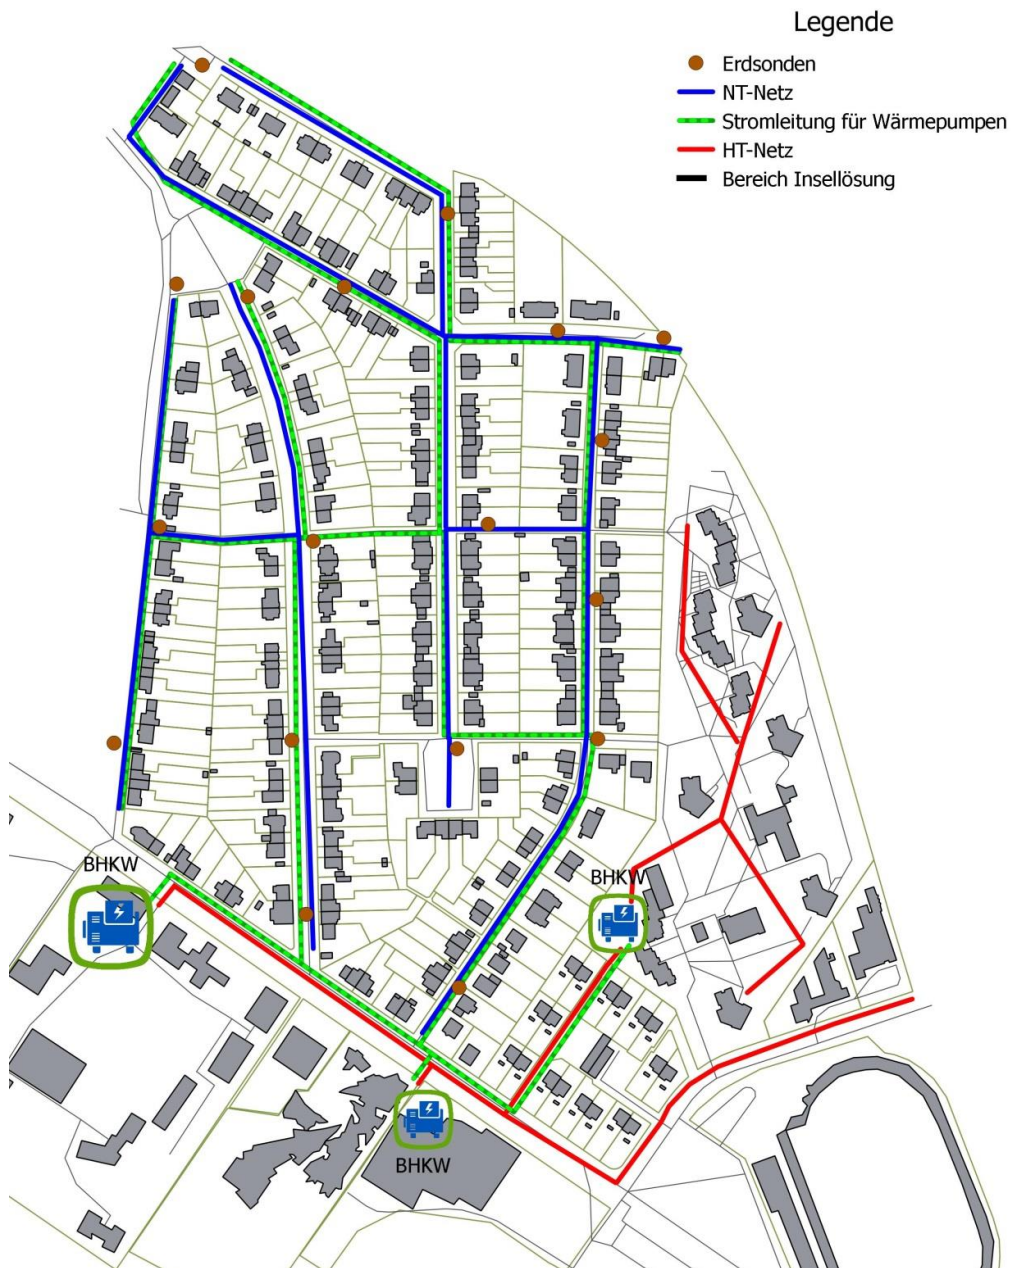 Legende
Erdsonden
NT-Netz
Stromleitung für Wärmepumpen
HT-Netz
Bereich Insellösung
BHKW
BHKW
BHKW